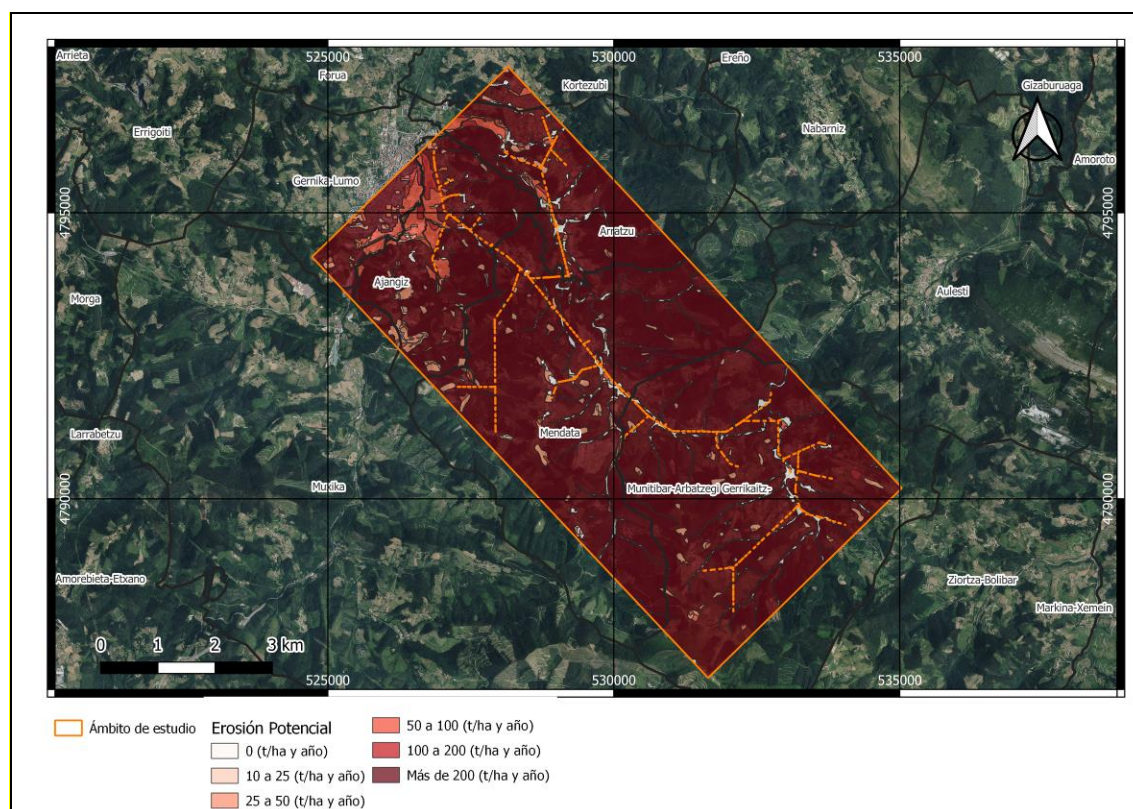 525000
530000
535000
Arrieta
Forua
Kortezubi
Ereño
Gizaburuaga
Errigoiti
Nabarniz
Amoroto
Gernika-Lumo
4795000
4795000
Arratzu
Ajangiz
Aulesti
Morga
Larrabetzu
Mendata
Muxika
Munitibar-Arbatzegi Gerrikaitz-
4790000
4790000
Amorebieta-Etxano
Ziortza-Bolibar
Markina-Xemein
0 1 2 3 km
525000
530000
535000
Ámbito de estudio
Erosión Potencial
0 (t/ha y año)
10 a 25 (t/ha y año)
25 a 50 (t/ha y año)
50 a 100 (t/ha y año)
100 a 200 (t/ha y año)
Más de 200 (t/ha y año)